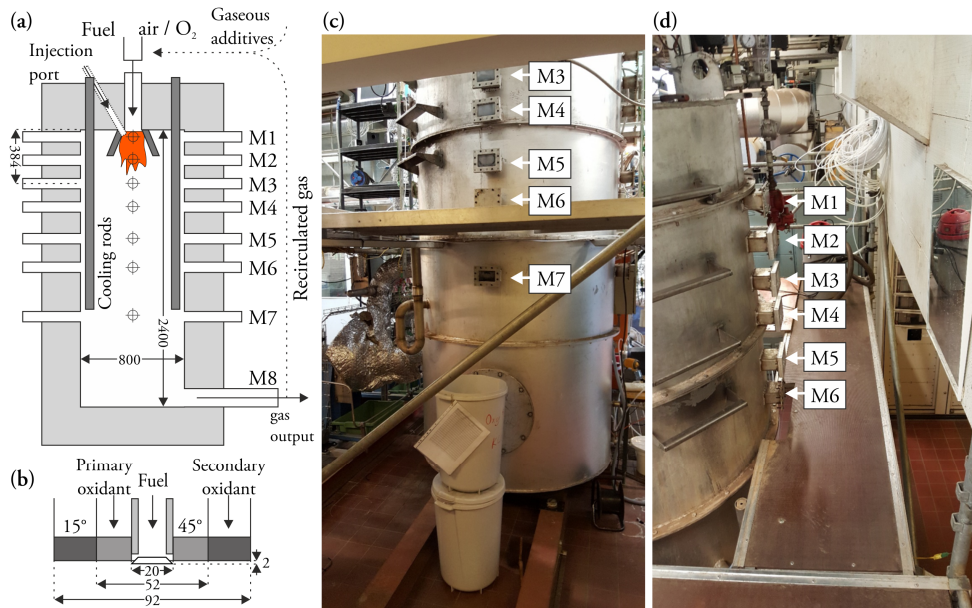 (a)
Fuel
air / O2
Gaseous
additives
Injection
port
384
M1
M2
M3
M4
M5
M6
M7
M8
Cooling rods
2400
800
Recirculated gas
gas
output
(b)
Primary
oxidant
Fuel
Secondary
oxidant
15°
45°
2
20
52
92
(c)
M3
M4
M5
M6
M7
(d)
M1
M2
M3
M4
M5
M6